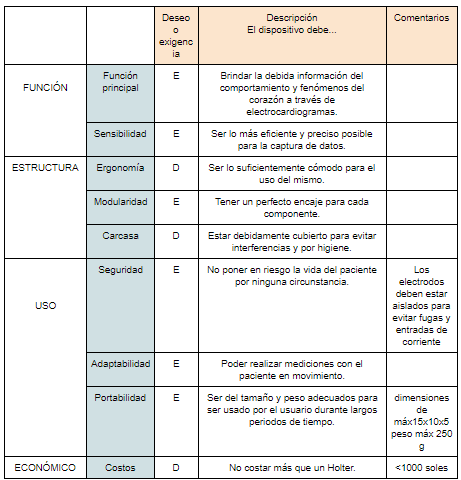 Deseo o exigencia
Descripción
El dispositivo debe...
Comentarios
FUNCIÓN
Función principal
E
Brindar la debida información del
comportamiento y fenómenos del
corazón a través de
electrocardiogramas.
Sensibilidad
E
Ser lo más eficiente y preciso posible
para la captura de datos.
ESTRUCTURA
Ergonomía
D
Ser lo suficientemente cómodo para el
uso del mismo.
Modularidad
E
Tener un perfecto encaje para cada
componente.
Carcasa
D
Estar debidamente cubierto para evitar
interferencias y por higiene.
USO
Seguridad
E
No poner en riesgo la vida del paciente
por ninguna circunstancia.
Los
electrodos
deben estar
aislados para
evitar fugas y
entradas de
corriente
Adaptabilidad
E
Poder realizar mediciones con el
paciente en movimiento.
Portabilidad
E
Ser del tamaño y peso adecuados para
ser usado por el usuario durante largos
periodos de tiempo.
dimensiones
de
máx15x10x5
peso máx 250
g
ECONÓMICO
Costos
D
No costar más que un Holter.
<1000 soles